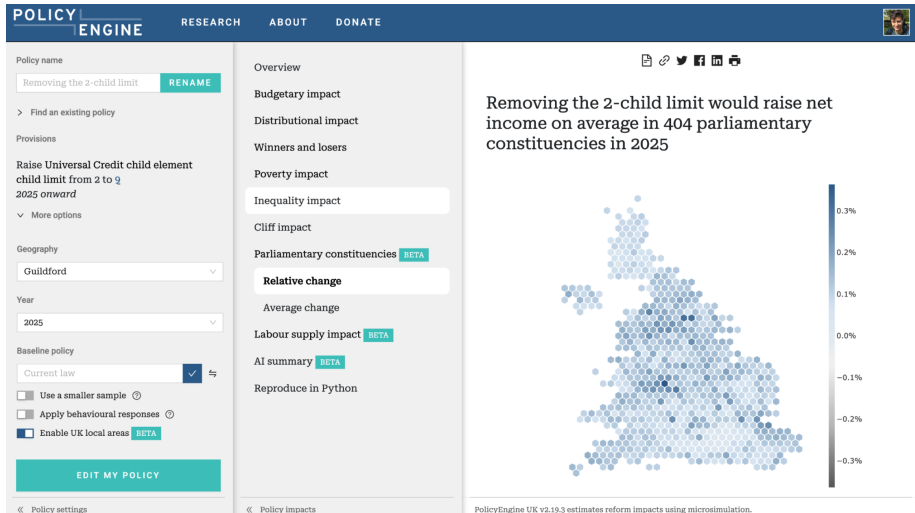 POLICY
ENGINE
RESEARCH
ABOUT
DONATE
Policy name
Removing the 2-child limit
RENAME
Find an existing policy
Provisions
Raise Universal Credit child element
child limit from 2 to 9
2025 onward
More options
Geography
Guildford
Year
2025
Baseline policy
Current law
Use a smaller sample
Apply behavioural responses
Enable UK local areas BETA
EDIT MY POLICY
« Policy settings
Overview
Budgetary impact
Distributional impact
Winners and losers
Poverty impact
Inequality impact
Cliff impact
Parliamentary constituencies BETA
Relative change
Average change
Labour supply impact BETA
AI summary BETA
Reproduce in Python
« Policy impacts
Removing the 2-child limit would raise net
income on average in 404 parliamentary
constituencies in 2025
0.3%
0.2%
0.1%
0.0%
−0.1%
−0.2%
−0.3%
PolicyEngine UK v2.19.3 estimates reform impacts using microsimulation.